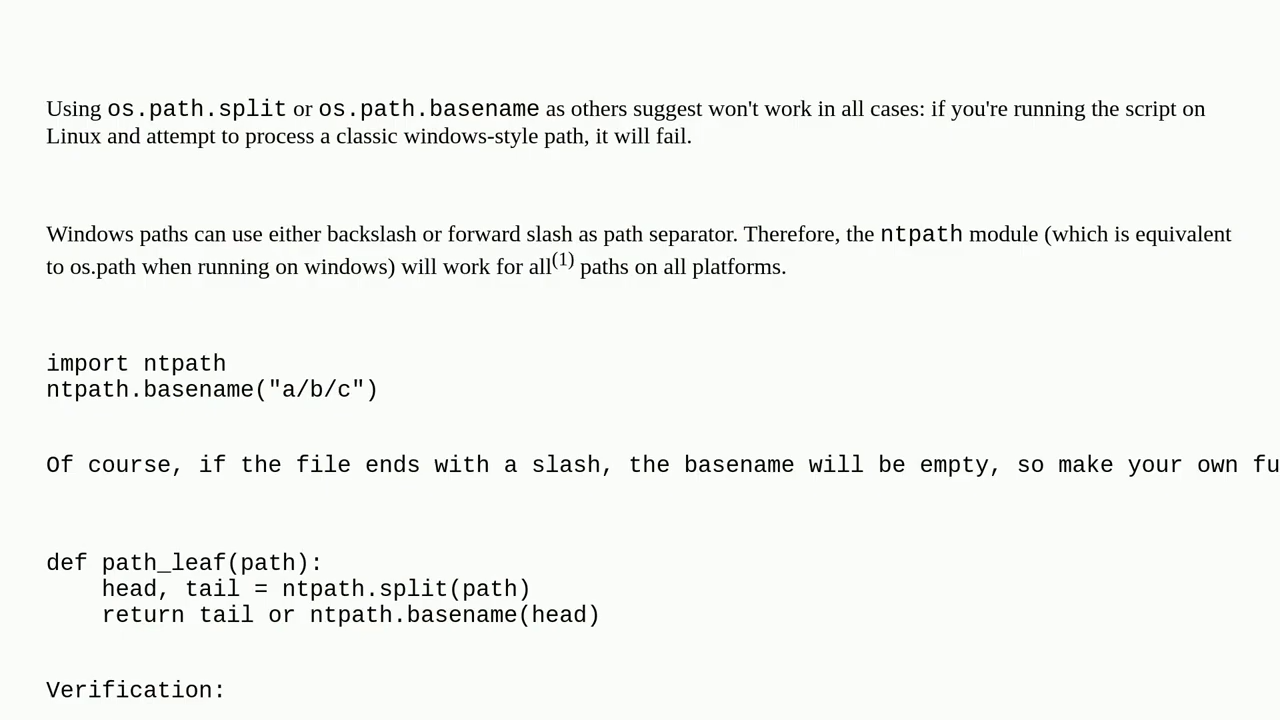 Using os.path.split or os.path.basename as others suggest won't work in all cases: if you're running the script on
Linux and attempt to process a classic windows-style path, it will fail.
Windows paths can use either backslash or forward slash as path separator. Therefore, the ntpath module (which is equivalent
to os.path when running on windows) will work for all(1) paths on all platforms.
import ntpath
ntpath.basename("a/b/c")
Of course, if the file ends with a slash, the basename will be empty, so make your own fu
def path_leaf(path):
    head, tail = ntpath.split(path)
    return tail or ntpath.basename(head)
Verification: